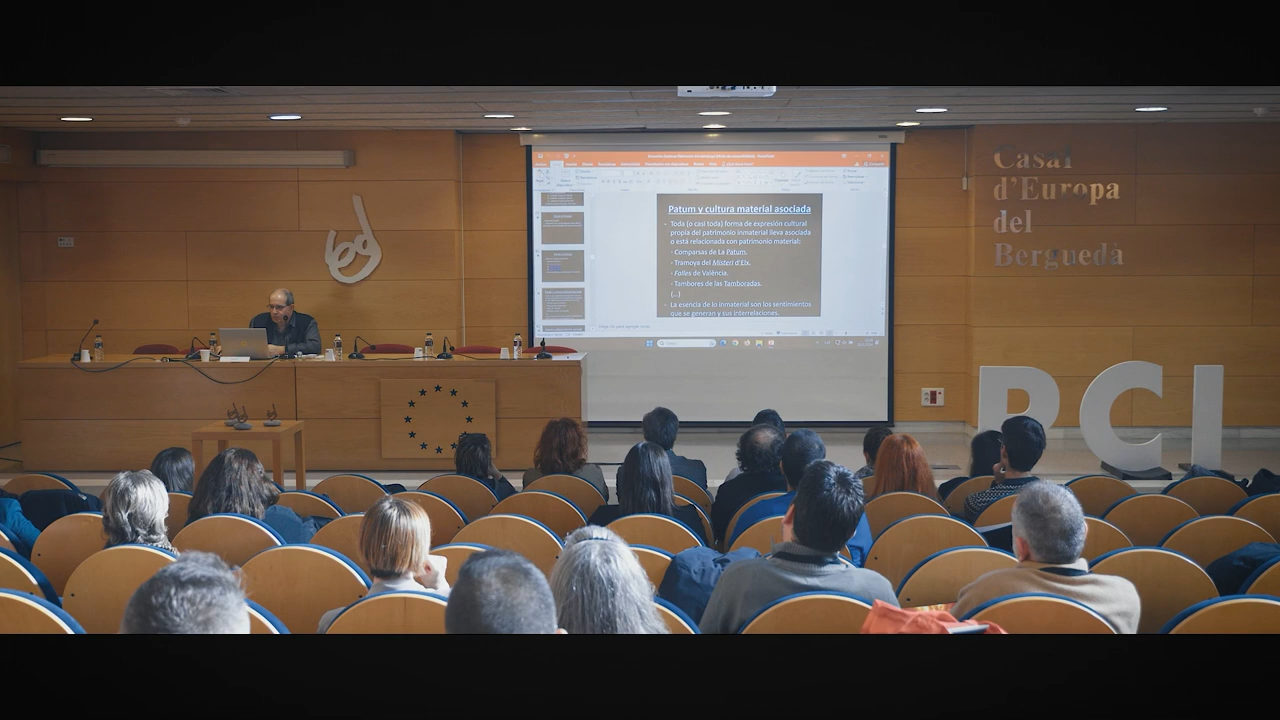 Patum y cultura material asociada
- Toda (o casi toda) forma de expresión cultural
propia del patrimonio inmaterial lleva asociada
o está relacionada con patrimonio material:
- Comparsas de La Patum.
- Tramoya del Misteri d'Elx.
- Falles de València.
- Tambores de las Tamboradas.
(...)
- La esencia de lo inmaterial son los sentimientos
que se generan y sus interrelaciones.
Casal
d'Europa
del
Berguedà
PCI